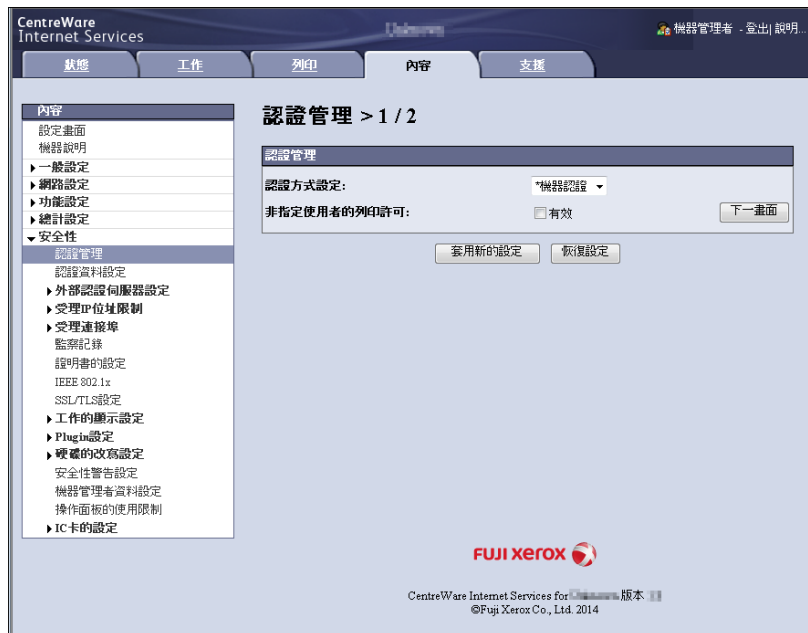 CentreWare
Internet Services
機器管理者 - 登出| 說明...
狀態
工作
列印
內容
支援
內容
設定畫面
機器說明
一般設定
網路設定
功能設定
總計設定
安全性
認證管理
認證資料設定
外部認證伺服器設定
受理IP位址限制
受理連接埠
監察記錄
證明書的設定
IEEE 802.1x
SSL/TLS設定
工作的顯示設定
Plugin設定
硬碟的改寫設定
安全性警告設定
機器管理者資料設定
操作面板的使用限制
IC卡的設定
認證管理 > 1 / 2
認證管理
認證方式設定:
*機器認證
非指定使用者的列印許可:
有效
下一畫面
套用新的設定
恢復設定
FUJI xerox
CentreWare Internet Services for 版本
©Fuji Xerox Co., Ltd. 2014